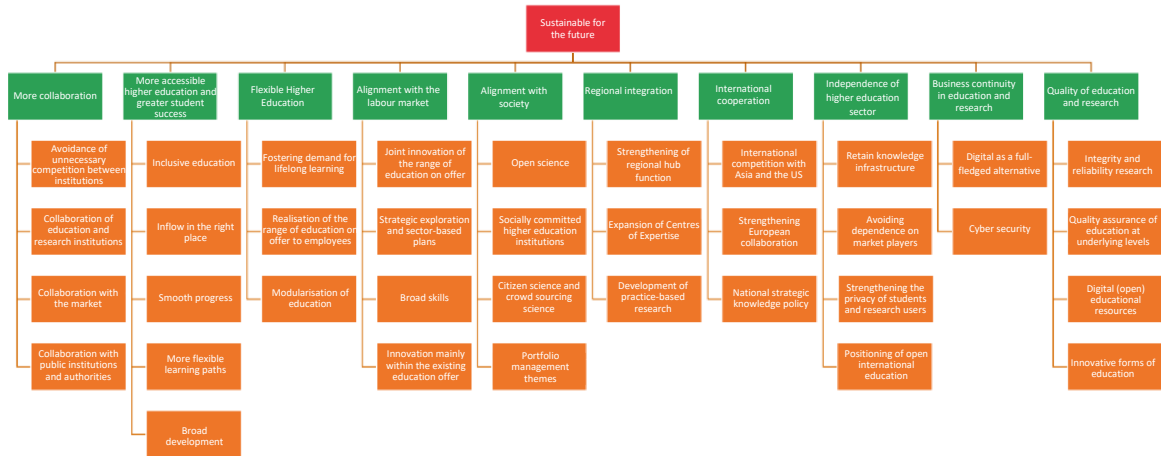 Sustainable for
the future
More collaboration
More accessible
higher education and
greater student
success
Flexible Higher
Education
Alignment with the
labour market
Alignment with
society
Regional integration
International
cooperation
Independence of
higher education
sector
Business continuity
in education and
research
Quality of education
and research
Avoidance of
unnecessary
competition between
institutions
Collaboration of
education and
research institutions
Collaboration with
the market
Collaboration with
public institutions
and authorities
Inclusive education
Inflow in the right
place
Smooth progress
More flexible
learning paths
Broad
development
Fostering demand for
lifelong learning
Realisation of the
range of education on
offer to employees
Modularisation of
education
Joint innovation of
the range of
education on offer
Strategic exploration
and sector-based
plans
Broad skills
Innovation mainly
within the existing
education offer
Open science
Socially committed
higher education
institutions
Citizen science and
crowd sourcing
science
Portfolio
management
themes
Strengthening of
regional hub
function
Expansion of Centres
of Expertise
Development of
practice-based
research
International
competition with
Asia and the US
Strengthening
European
collaboration
National strategic
knowledge policy
Retain knowledge
infrastructure
Avoiding
dependence on
market players
Strengthening the
privacy of students
and research users
Positioning of open
international
education
Digital as a full-
fledged alternative
Cyber security
Integrity and
reliability research
Quality assurance of
education at
underlying levels
Digital (open)
educational
resources
Innovative forms of
education